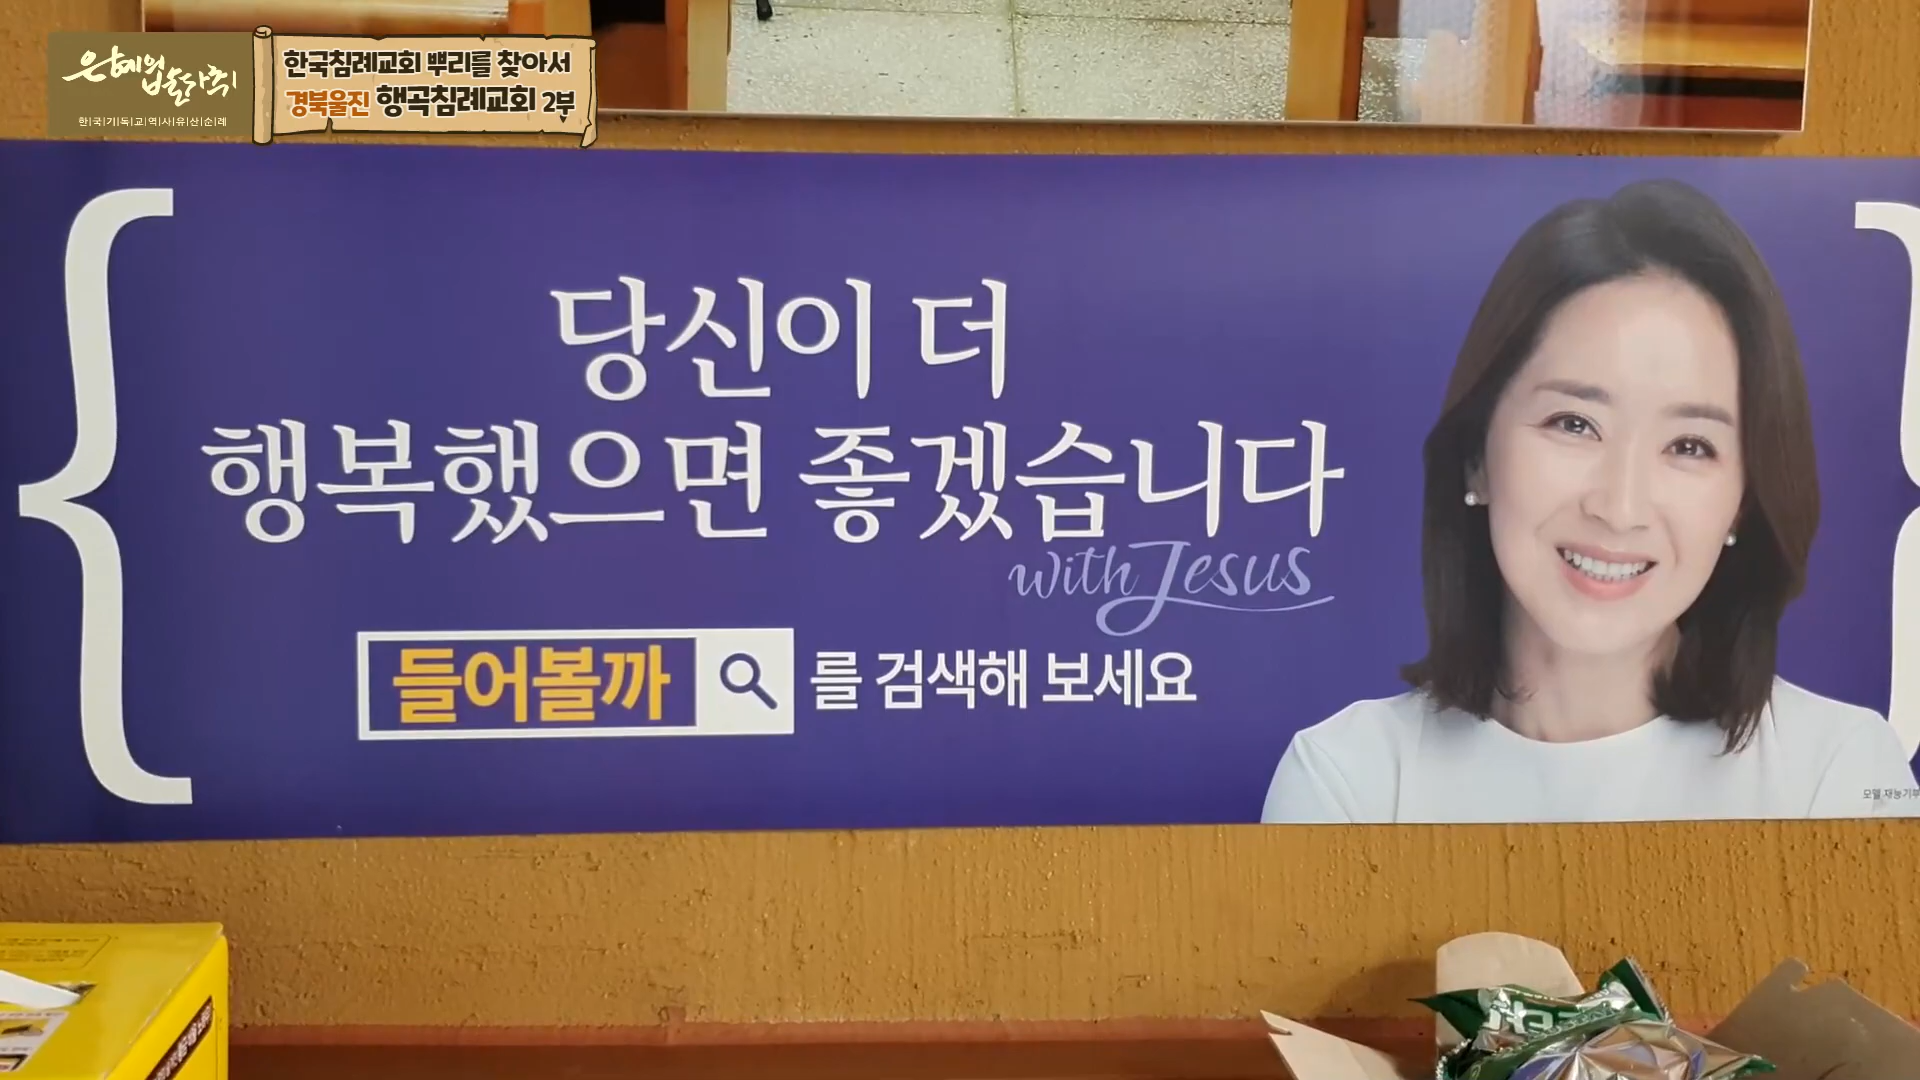 은혜의 발자취
한|국|기|독|교|역|사|유|산|순|례
한국침례교회 뿌리를 찾아서
경북울진 행곡침례교회 2부
당신이 더
행복했으면 좋겠습니다
with Jesus
들어볼까 를 검색해 보세요
모델 재능기부